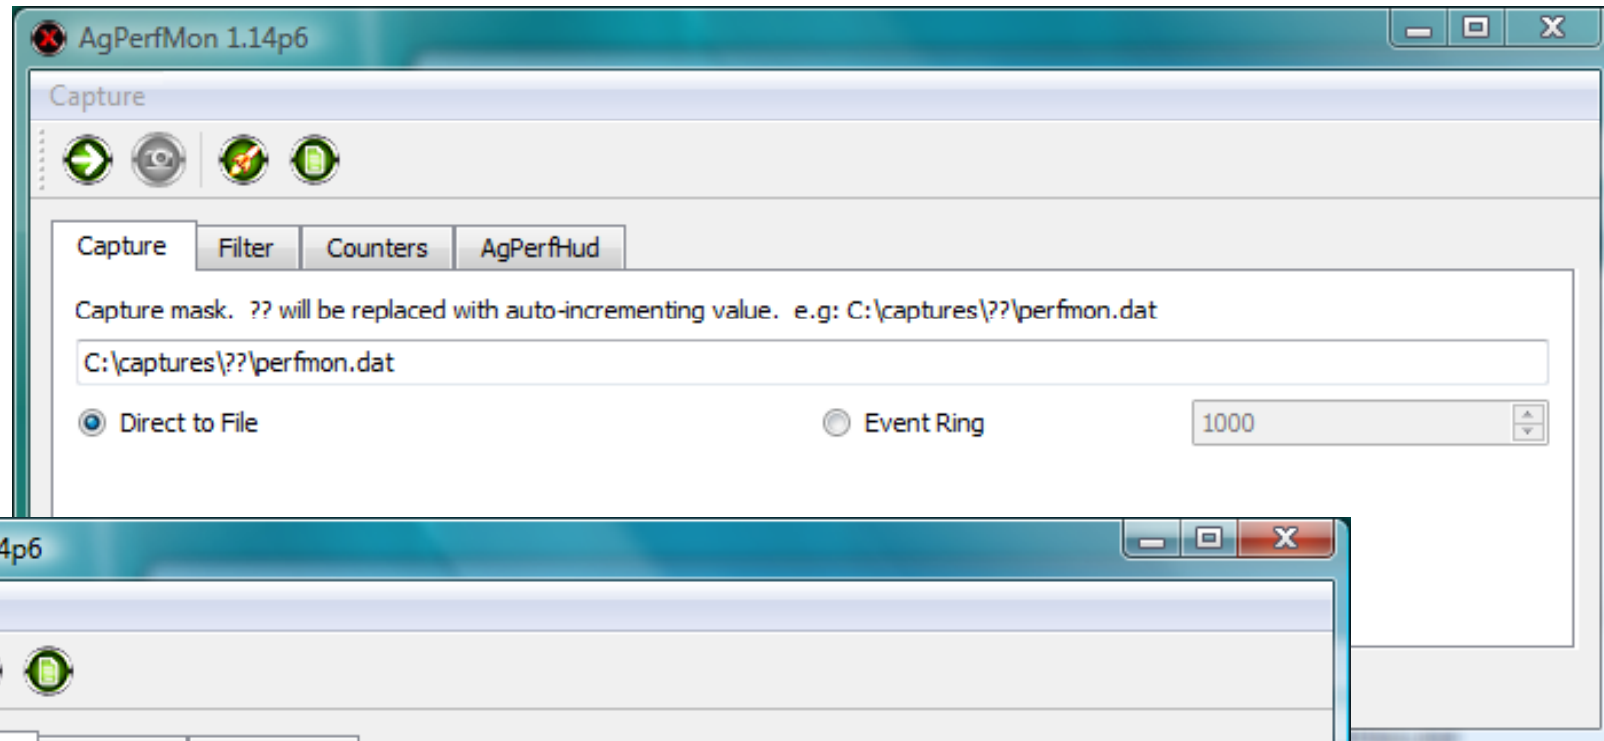 AgPerfMon 1.14p6
Capture
Capture Filter Counters AgPerfHud
Capture mask.  ?? will be replaced with auto-incrementing value.  e.g: C:\captures\??\perfmon.dat
C:\captures\??\perfmon.dat
Direct to File Event Ring 1000
4p6